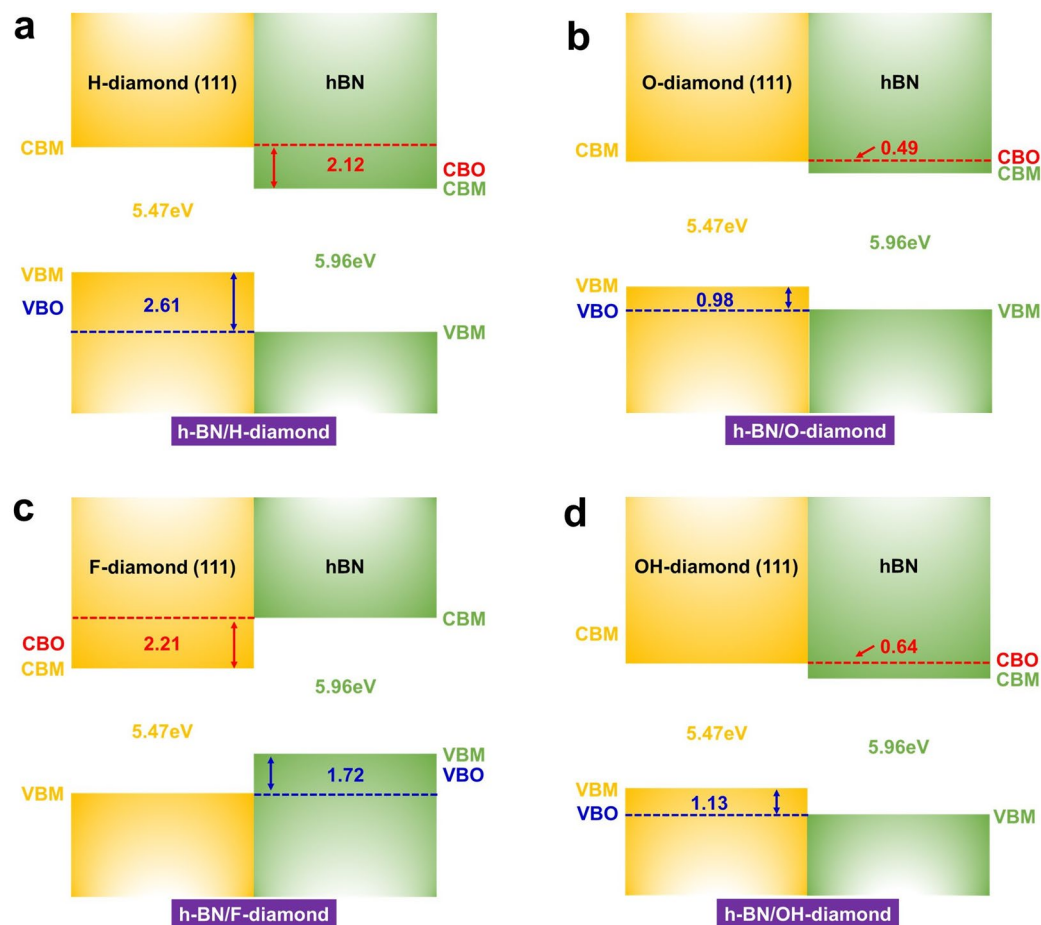 a
H-diamond (111)
hBN
CBM
2.12
CBO
CBM
5.47eV
5.96eV
VBM
VBO
2.61
VBM
h-BN/H-diamond
b
O-diamond (111)
hBN
CBM
0.49
CBO
CBM
5.47eV
5.96eV
VBM
VBO
0.98
VBM
h-BN/O-diamond
c
F-diamond (111)
hBN
CBM
CBO
CBM
2.21
5.96eV
5.47eV
VBM
VBO
1.72
VBM
h-BN/F-diamond
d
OH-diamond (111)
hBN
CBM
0.64
CBO
CBM
5.47eV
5.96eV
VBM
VBO
1.13
VBM
h-BN/OH-diamond